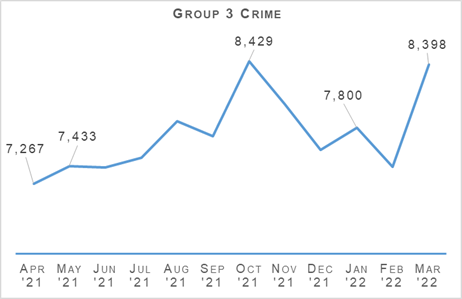 Group 3 Crime
8,429
8,398
7,800
7,433
7,267
Apr May Jun Jul Aug Sep Oct Nov Dec Jan Feb Mar
'21 '21 '21 '21 '21 '21 '21 '21 '21 '22 '22 '22